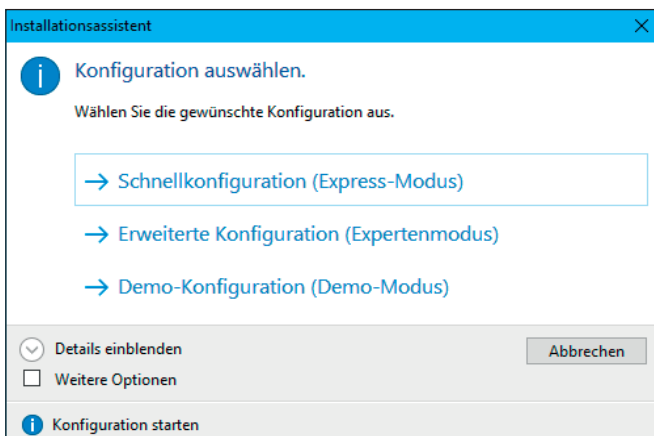 Installationsassistent
Konfiguration auswählen.
Wählen Sie die gewünschte Konfiguration aus.
Schnellkonfiguration (Express-Modus)
Erweiterte Konfiguration (Expertenmodus)
Demo-Konfiguration (Demo-Modus)
Details einblenden
Abbrechen
Weitere Optionen
Konfiguration starten